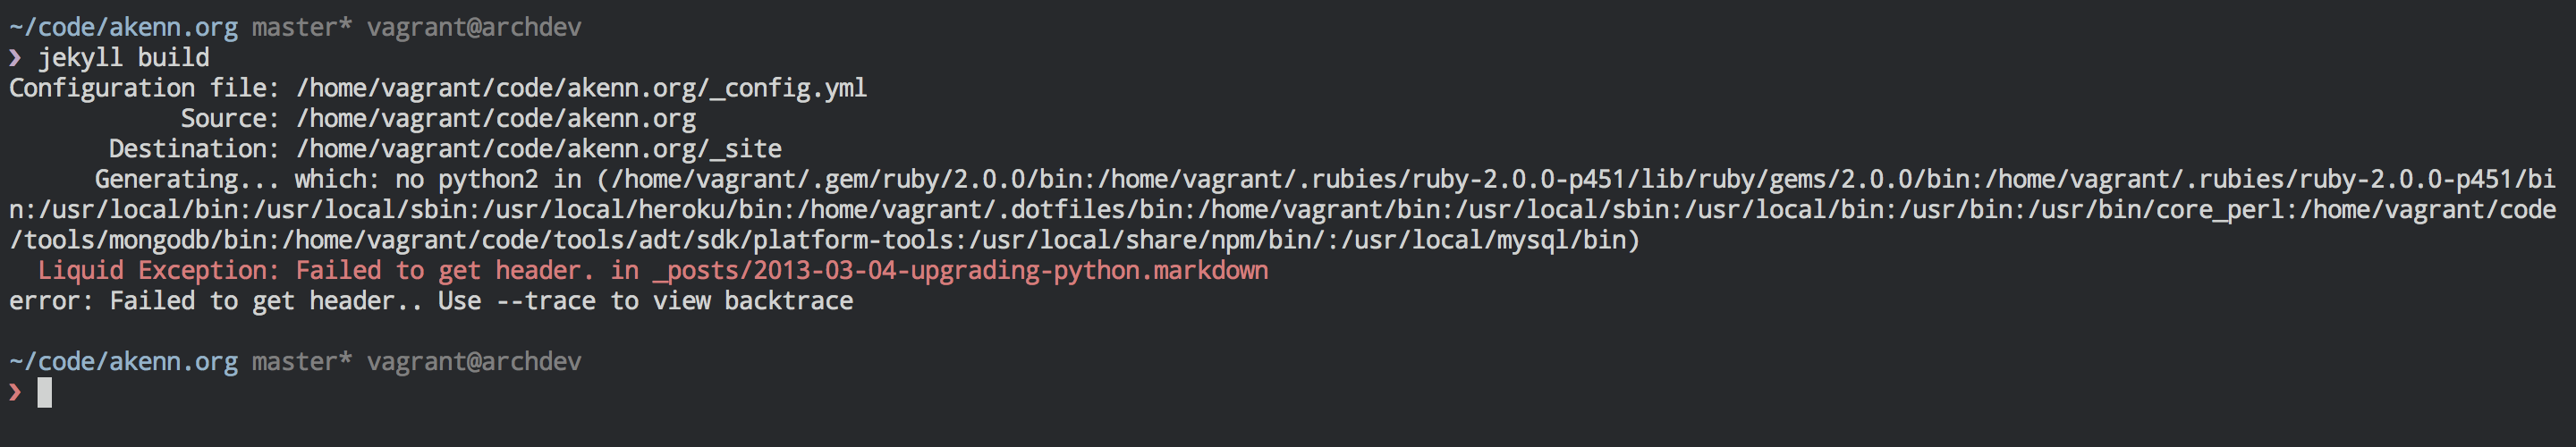 ~/code/akenn.org master* vagrant@archdev
❯ jekyll build
Configuration file: /home/vagrant/code/akenn.org/_config.yml
            Source: /home/vagrant/code/akenn.org
       Destination: /home/vagrant/code/akenn.org/_site
      Generating... which: no python2 in (/home/vagrant/.gem/ruby/2.0.0/bin:/home/vagrant/.rubies/ruby-2.0.0-p451/lib/ruby/gems/2.0.0/bin:/home/vagrant/.rubies/ruby-2.0.0-p451/bi
n:/usr/local/bin:/usr/local/sbin:/usr/local/heroku/bin:/home/vagrant/.dotfiles/bin:/home/vagrant/bin:/usr/local/sbin:/usr/local/bin:/usr/bin:/usr/bin/core_perl:/home/vagrant/code
/tools/mongodb/bin:/home/vagrant/code/tools/adt/sdk/platform-tools:/usr/local/share/npm/bin/:/usr/local/mysql/bin)
  Liquid Exception: Failed to get header. in _posts/2013-03-04-upgrading-python.markdown
error: Failed to get header.. Use --trace to view backtrace

~/code/akenn.org master* vagrant@archdev
❯